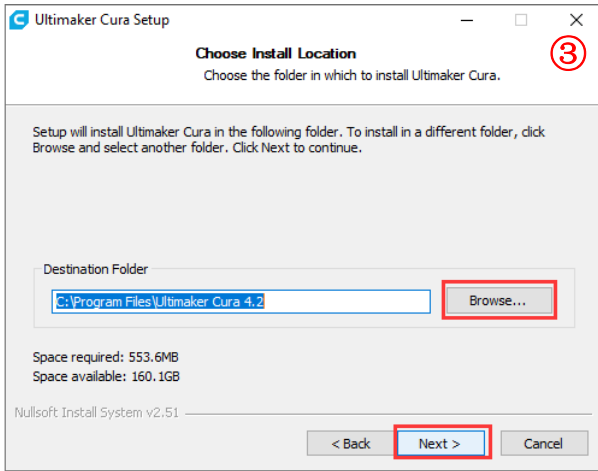 Ultimaker Cura Setup
③
Choose Install Location
Choose the folder in which to install Ultimaker Cura.
Setup will install Ultimaker Cura in the following folder. To install in a different folder, click
Browse and select another folder. Click Next to continue.
Destination Folder
C:\Program Files\Ultimaker Cura 4.2
Browse...
Space required: 553.6MB
Space available: 160.1GB
Nullsoft Install System v2.51
< Back Next > Cancel